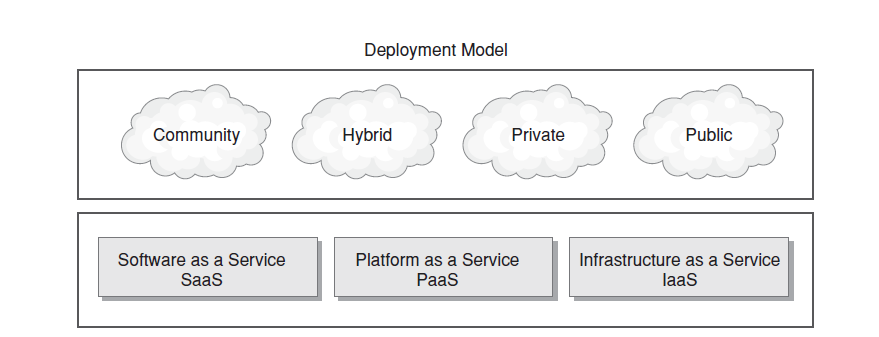 Deployment Model
Community
Hybrid
Private
Public
Software as a Service
SaaS
Platform as a Service
PaaS
Infrastructure as a Service
IaaS